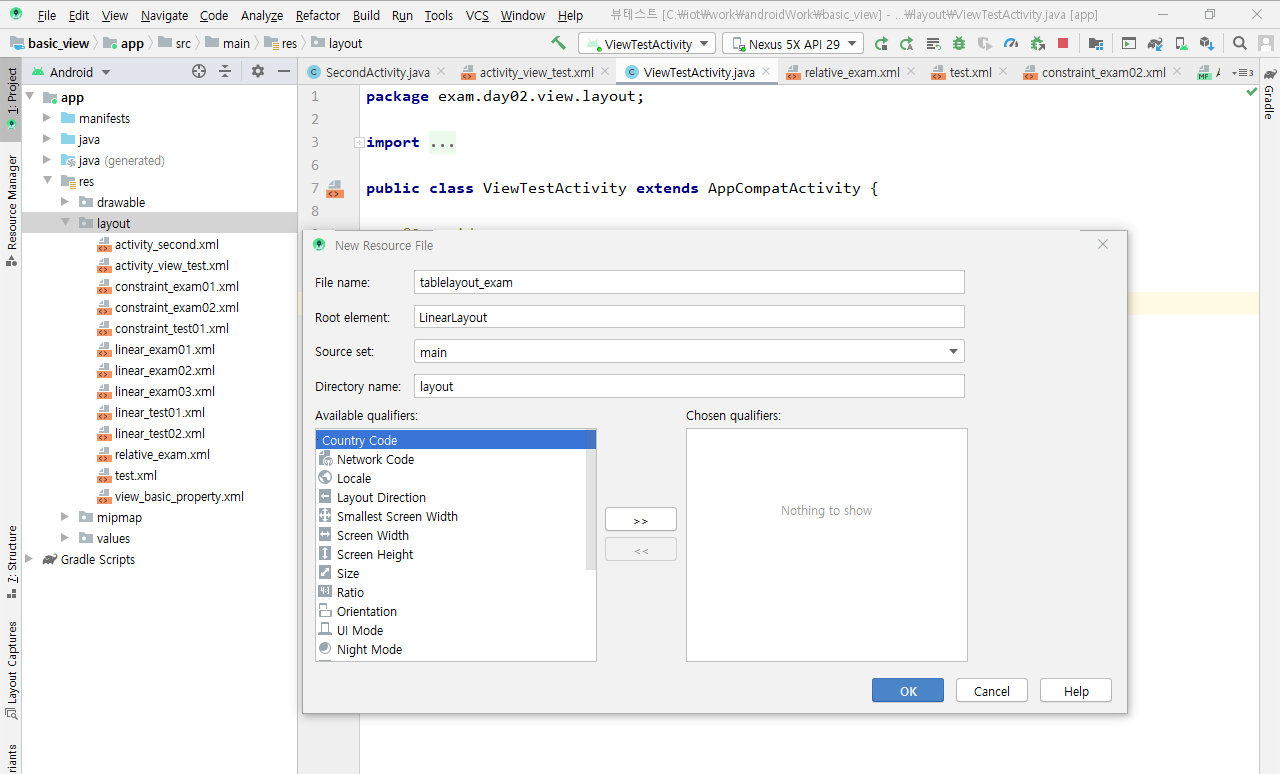 File Edit View Navigate Code Analyze Refactor Build Run Tools VCS Window Help 뷰테스트 [C:₩iot₩work₩androidWork₩basic_view] - ...₩layout₩ViewTestActivity.java [app]
basic_view app src main res layout ViewTestActivity Nexus 5X API 29
Android SecondActivity.java activity_view_test.xml ViewTestActivity.java relative_exam.xml test.xml constraint_exam02.xml
1: Project
Resource Manager
7: Structure
Layout Captures
riants
Gradle
app
manifests
java
java (generated)
res
drawable
layout
activity_second.xml
activity_view_test.xml
constraint_exam01.xml
constraint_exam02.xml
constraint_test01.xml
linear_exam01.xml
linear_exam02.xml
linear_exam03.xml
linear_test01.xml
linear_test02.xml
relative_exam.xml
test.xml
view_basic_property.xml
mipmap
values
Gradle Scripts
1 package exam.day02.view.layout;
2
3 import ...
6
7 public class ViewTestActivity extends AppCompatActivity {
8
New Resource File
File name: tablelayout_exam
Root element: LinearLayout
Source set: main
Directory name: layout
Available qualifiers: Chosen qualifiers:
Country Code
Network Code
Locale
Layout Direction
Smallest Screen Width
Screen Width
Screen Height
Size
Ratio
Orientation
UI Mode
Night Mode
>>
<<
Nothing to show
OK Cancel Help